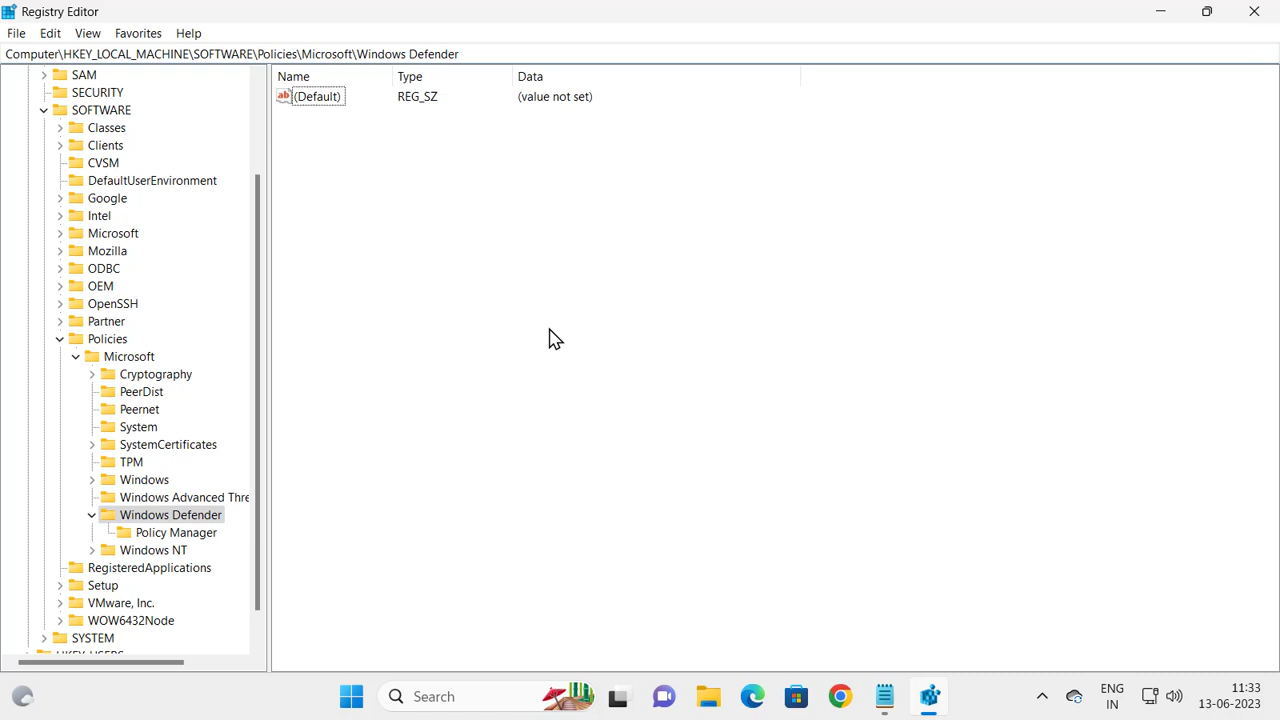 Registry Editor
File Edit View Favorites Help
Computer\HKEY_LOCAL_MACHINE\SOFTWARE\Policies\Microsoft\Windows Defender
SAM
SECURITY
SOFTWARE
Classes
Clients
CVSM
DefaultUserEnvironment
Google
Intel
Microsoft
Mozilla
ODBC
OEM
OpenSSH
Partner
Policies
Microsoft
Cryptography
PeerDist
Peernet
System
SystemCertificates
TPM
Windows
Windows Advanced Thre
Windows Defender
Policy Manager
Windows NT
RegisteredApplications
Setup
VMware, Inc.
WOW6432Node
SYSTEM
HKEY_USERS
Name Type Data
ab (Default) REG_SZ (value not set)
Search
ENG
IN
11:33
13-06-2023